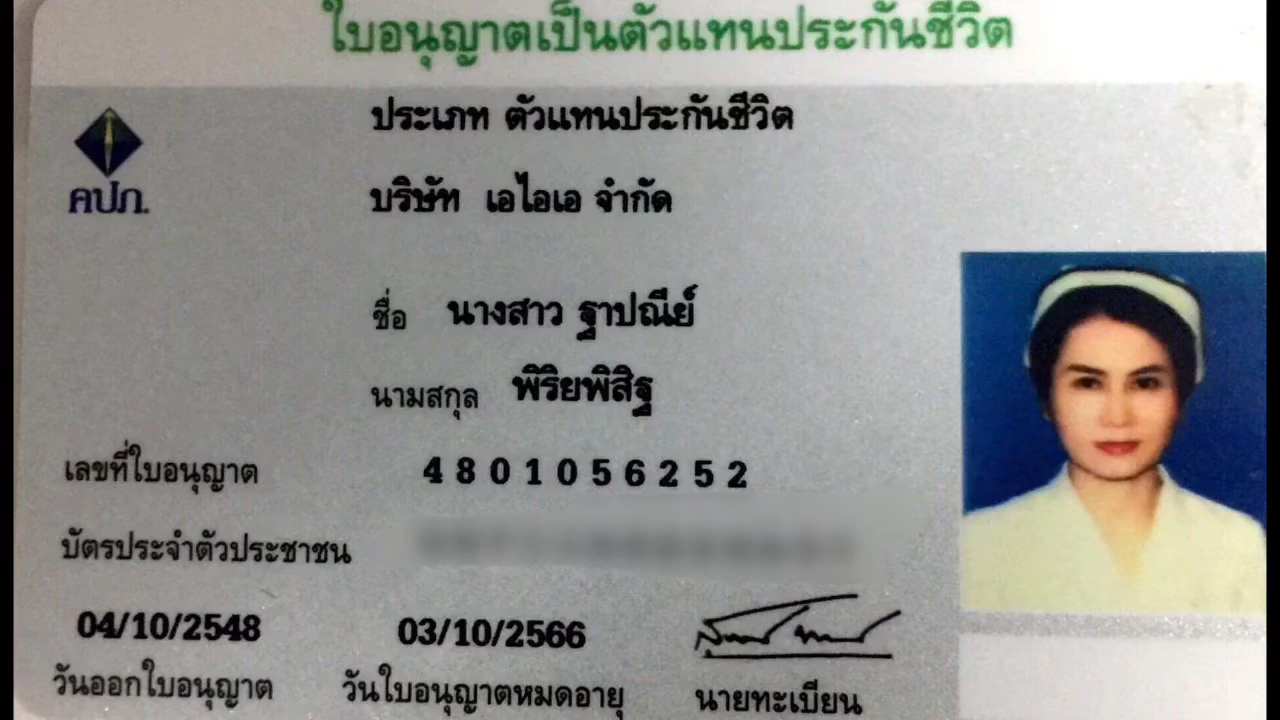 ใบอนุญาตเป็นตัวแทนประกันชีวิต
ประเภท ตัวแทนประกันชีวิต
คปภ.
บริษัท เอไอเอ จำกัด
ชื่อ นางสาว ฐาปณีย์
นามสกุล พิริยพิสิฐ
เลขที่ใบอนุญาต 4801056252
บัตรประจำตัวประชาชน
04/10/2548 03/10/2566
วันออกใบอนุญาต วันใบอนุญาตหมดอายุ นายทะเบียน